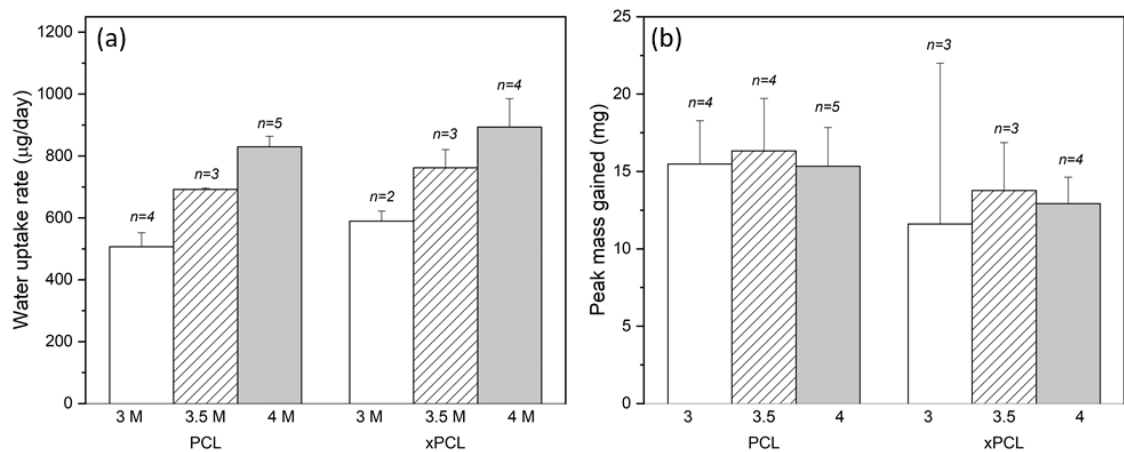 (a)
Water uptake rate (μg/day)
1200
1000
800
600
400
200
0
n=4
n=3
n=5
n=2
n=3
n=4
3 M 3.5 M 4 M 3 M 3.5 M 4 M
PCL xPCL
(b)
Peak mass gained (mg)
25
20
15
10
5
0
n=4
n=4
n=5
n=3
n=3
n=4
3 3.5 4 3 3.5 4
PCL xPCL